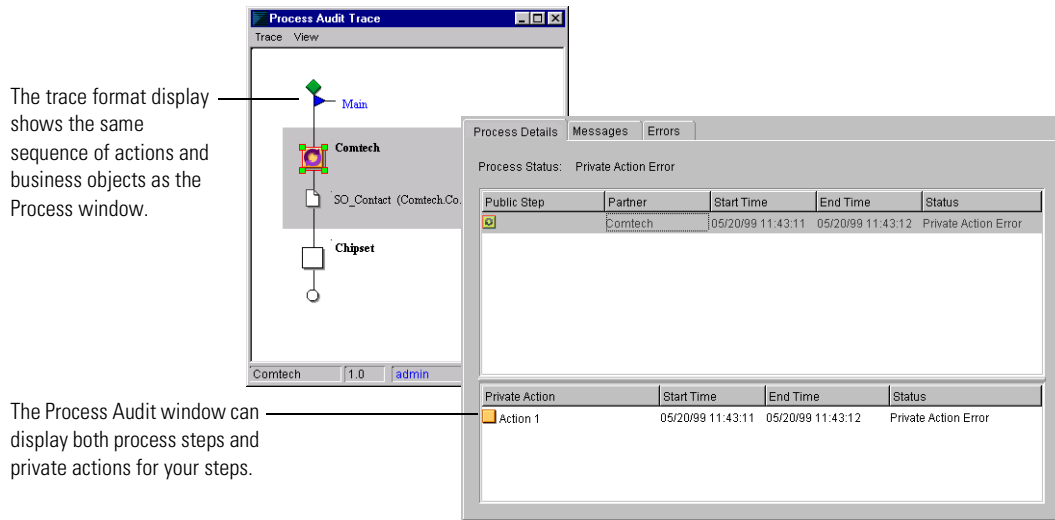 Process Audit Trace
Trace View
The trace format display
shows the same
sequence of actions and
business objects as the
Process window.
Main
Comtech
SO_Contact (Comtech.Co.
Chipset
Comtech 1.0 admin
Process Details Messages Errors
Process Status: Private Action Error
Public Step Partner Start Time End Time Status
Comtech 05/20/99 11:43:11 05/20/99 11:43:12 Private Action Error
The Process Audit window can
display both process steps and
private actions for your steps.
Private Action Start Time End Time Status
Action 1 05/20/99 11:43:11 05/20/99 11:43:12 Private Action Error